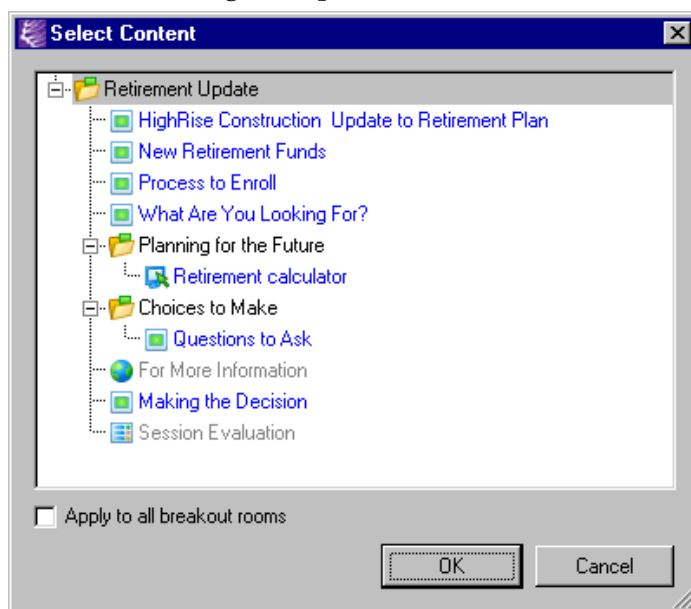 Select Content
Retirement Update
HighRise Construction  Update to Retirement Plan
New Retirement Funds
Process to Enroll
What Are You Looking For?
Planning for the Future
Retirement calculator
Choices to Make
Questions to Ask
For More Information
Making the Decision
Session Evaluation
Apply to all breakout rooms
OK
Cancel